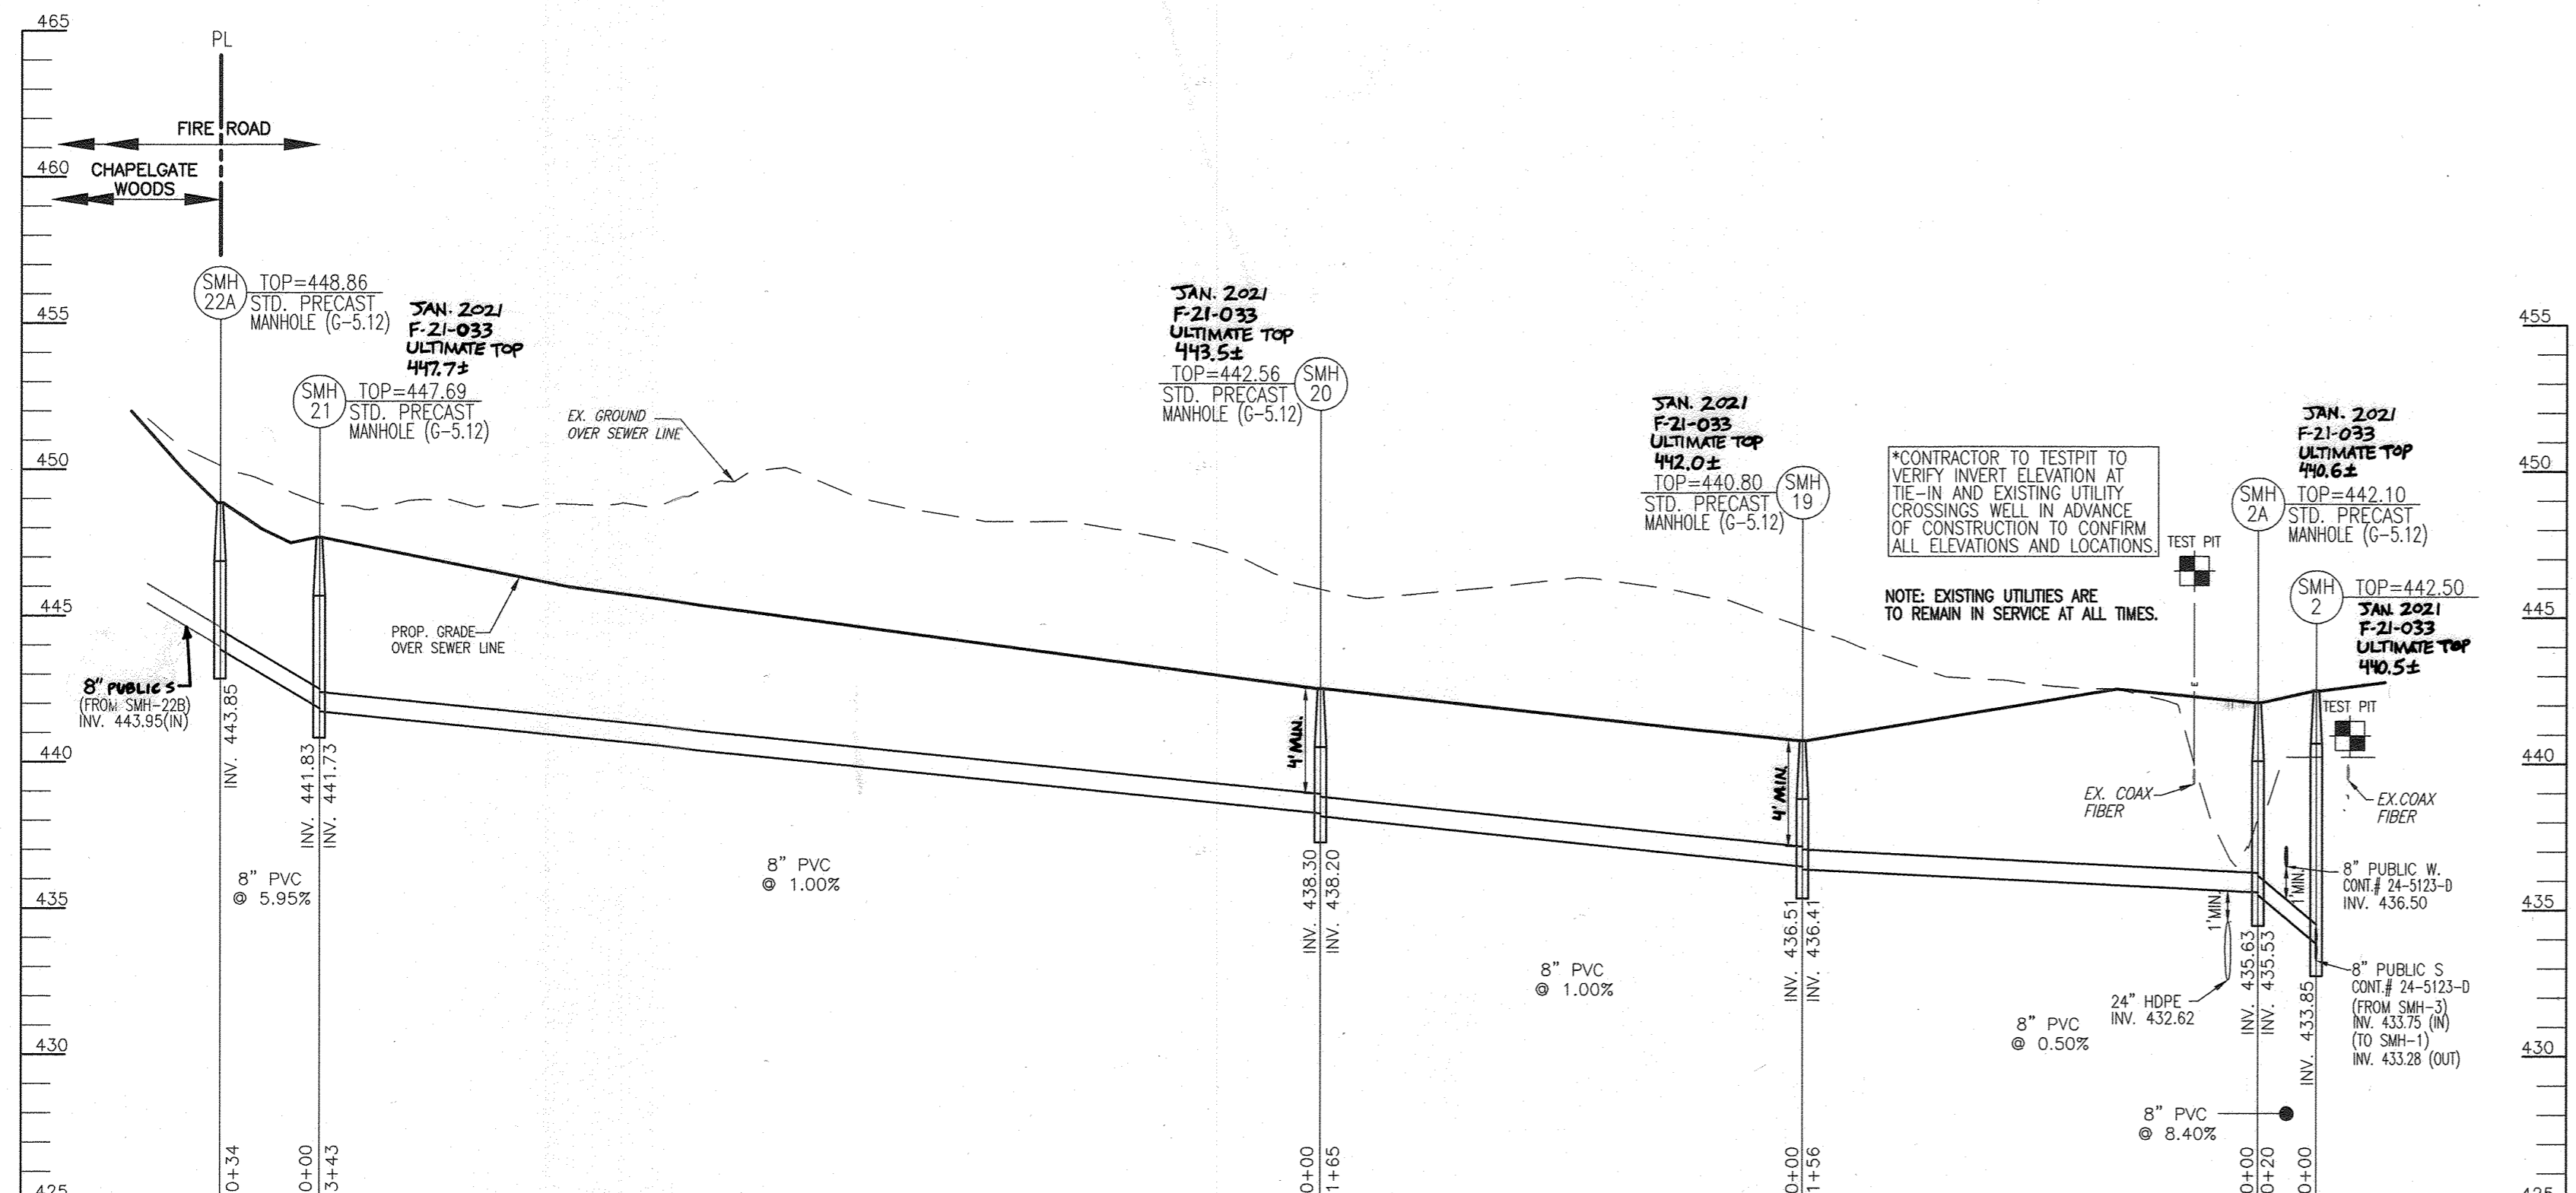 465
PL
FIRE ROAD
460
CHAPELGATE
WOODS
455
450
445
440
435
430
425
SMH
22A
TOP=448.86
STD. PRECAST
MANHOLE (G-5.12)
JAN. 2021
F-21-033
ULTIMATE TOP
447.7±
SMH
21
TOP=447.69
STD. PRECAST
MANHOLE (G-5.12)
EX. GROUND
OVER SEWER LINE
PROP. GRADE
OVER SEWER LINE
8" PUBLIC S
(FROM SMH-22B)
INV. 443.95(IN)
INV. 443.85
INV. 441.83
INV. 441.73
8" PVC
@ 5.95%
8" PVC
@ 1.00%
JAN. 2021
F-21-033
ULTIMATE TOP
443.5±
TOP=442.56
STD. PRECAST
MANHOLE (G-5.12)
SMH
20
4' MIN.
INV. 438.30
INV. 438.20
JAN. 2021
F-21-033
ULTIMATE TOP
442.0±
TOP=440.80
STD. PRECAST
MANHOLE (G-5.12)
SMH
19
4' MIN.
INV. 436.51
INV. 436.41
8" PVC
@ 1.00%
*CONTRACTOR TO TESTPIT TO
VERIFY INVERT ELEVATION AT
TIE-IN AND EXISTING UTILITY
CROSSINGS WELL IN ADVANCE
OF CONSTRUCTION TO CONFIRM
ALL ELEVATIONS AND LOCATIONS.
NOTE: EXISTING UTILITIES ARE
TO REMAIN IN SERVICE AT ALL TIMES.
TEST PIT
JAN. 2021
F-21-033
ULTIMATE TOP
440.6±
SMH
2A
TOP=442.10
STD. PRECAST
MANHOLE (G-5.12)
SMH
2
TOP=442.50
JAN. 2021
F-21-033
ULTIMATE TOP
440.5±
TEST PIT
EX. COAX
FIBER
EX.COAX
FIBER
8" PUBLIC W.
CONT.# 24-5123-D
INV. 436.50
1'MIN.
1'MIN.
24" HDPE
INV. 432.62
INV. 435.63
INV. 435.53
INV. 433.85
8" PUBLIC S
CONT.# 24-5123-D
(FROM SMH-3)
INV. 433.75 (IN)
(TO SMH-1)
INV. 433.28 (OUT)
8" PVC
@ 0.50%
8" PVC
@ 8.40%
455
450
445
440
435
430
425
0+34
0+00
3+43
0+00
1+65
0+00
1+56
0+00
0+20
0+00